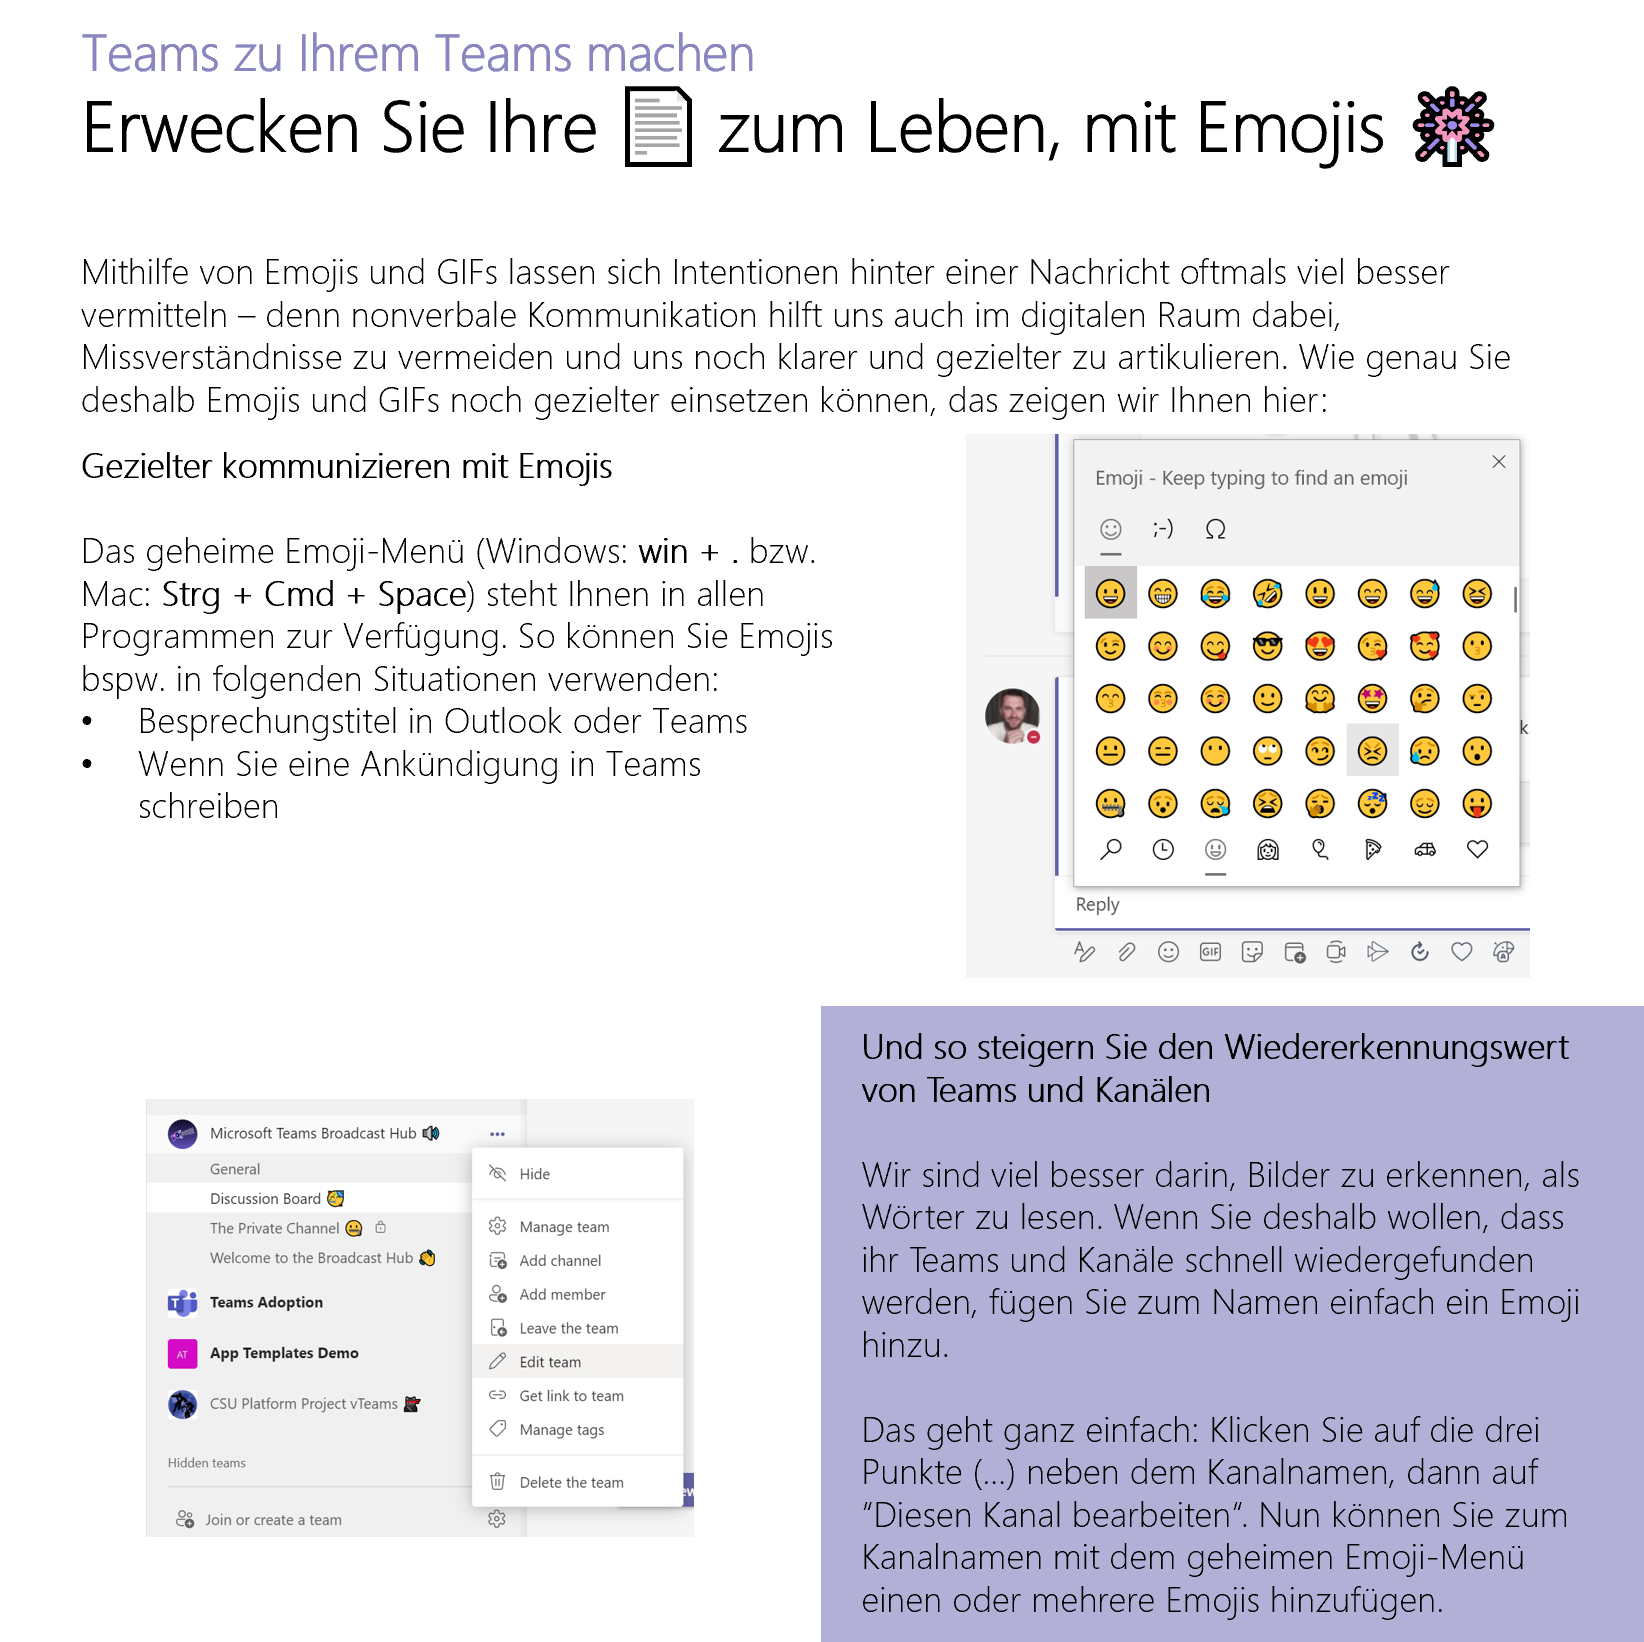 Teams zu Ihrem Teams machen
Erwecken Sie Ihre zum Leben, mit Emojis
Mithilfe von Emojis und GIFs lassen sich Intentionen hinter einer Nachricht oftmals viel besser
vermitteln – denn nonverbale Kommunikation hilft uns auch im digitalen Raum dabei,
Missverständnisse zu vermeiden und uns noch klarer und gezielter zu artikulieren. Wie genau Sie
deshalb Emojis und GIFs noch gezielter einsetzen können, das zeigen wir Ihnen hier:
Gezielter kommunizieren mit Emojis
Das geheime Emoji-Menü (Windows: win + . bzw.
Mac: Strg + Cmd + Space) steht Ihnen in allen
Programmen zur Verfügung. So können Sie Emojis
bspw. in folgenden Situationen verwenden:
• Besprechungstitel in Outlook oder Teams
• Wenn Sie eine Ankündigung in Teams
schreiben
Emoji - Keep typing to find an emoji
;-) Ω
k
Reply
GIF
Microsoft Teams Broadcast Hub
General
Discussion Board
The Private Channel
Welcome to the Broadcast Hub
Teams Adoption
AT App Templates Demo
CSU Platform Project vTeams
Hidden teams
Join or create a team
Hide
Manage team
Add channel
Add member
Leave the team
Edit team
Get link to team
Manage tags
Delete the team
ew
Und so steigern Sie den Wiedererkennungswert
von Teams und Kanälen
Wir sind viel besser darin, Bilder zu erkennen, als
Wörter zu lesen. Wenn Sie deshalb wollen, dass
ihr Teams und Kanäle schnell wiedergefunden
werden, fügen Sie zum Namen einfach ein Emoji
hinzu.
Das geht ganz einfach: Klicken Sie auf die drei
Punkte (...) neben dem Kanalnamen, dann auf
“Diesen Kanal bearbeiten“. Nun können Sie zum
Kanalnamen mit dem geheimen Emoji-Menü
einen oder mehrere Emojis hinzufügen.